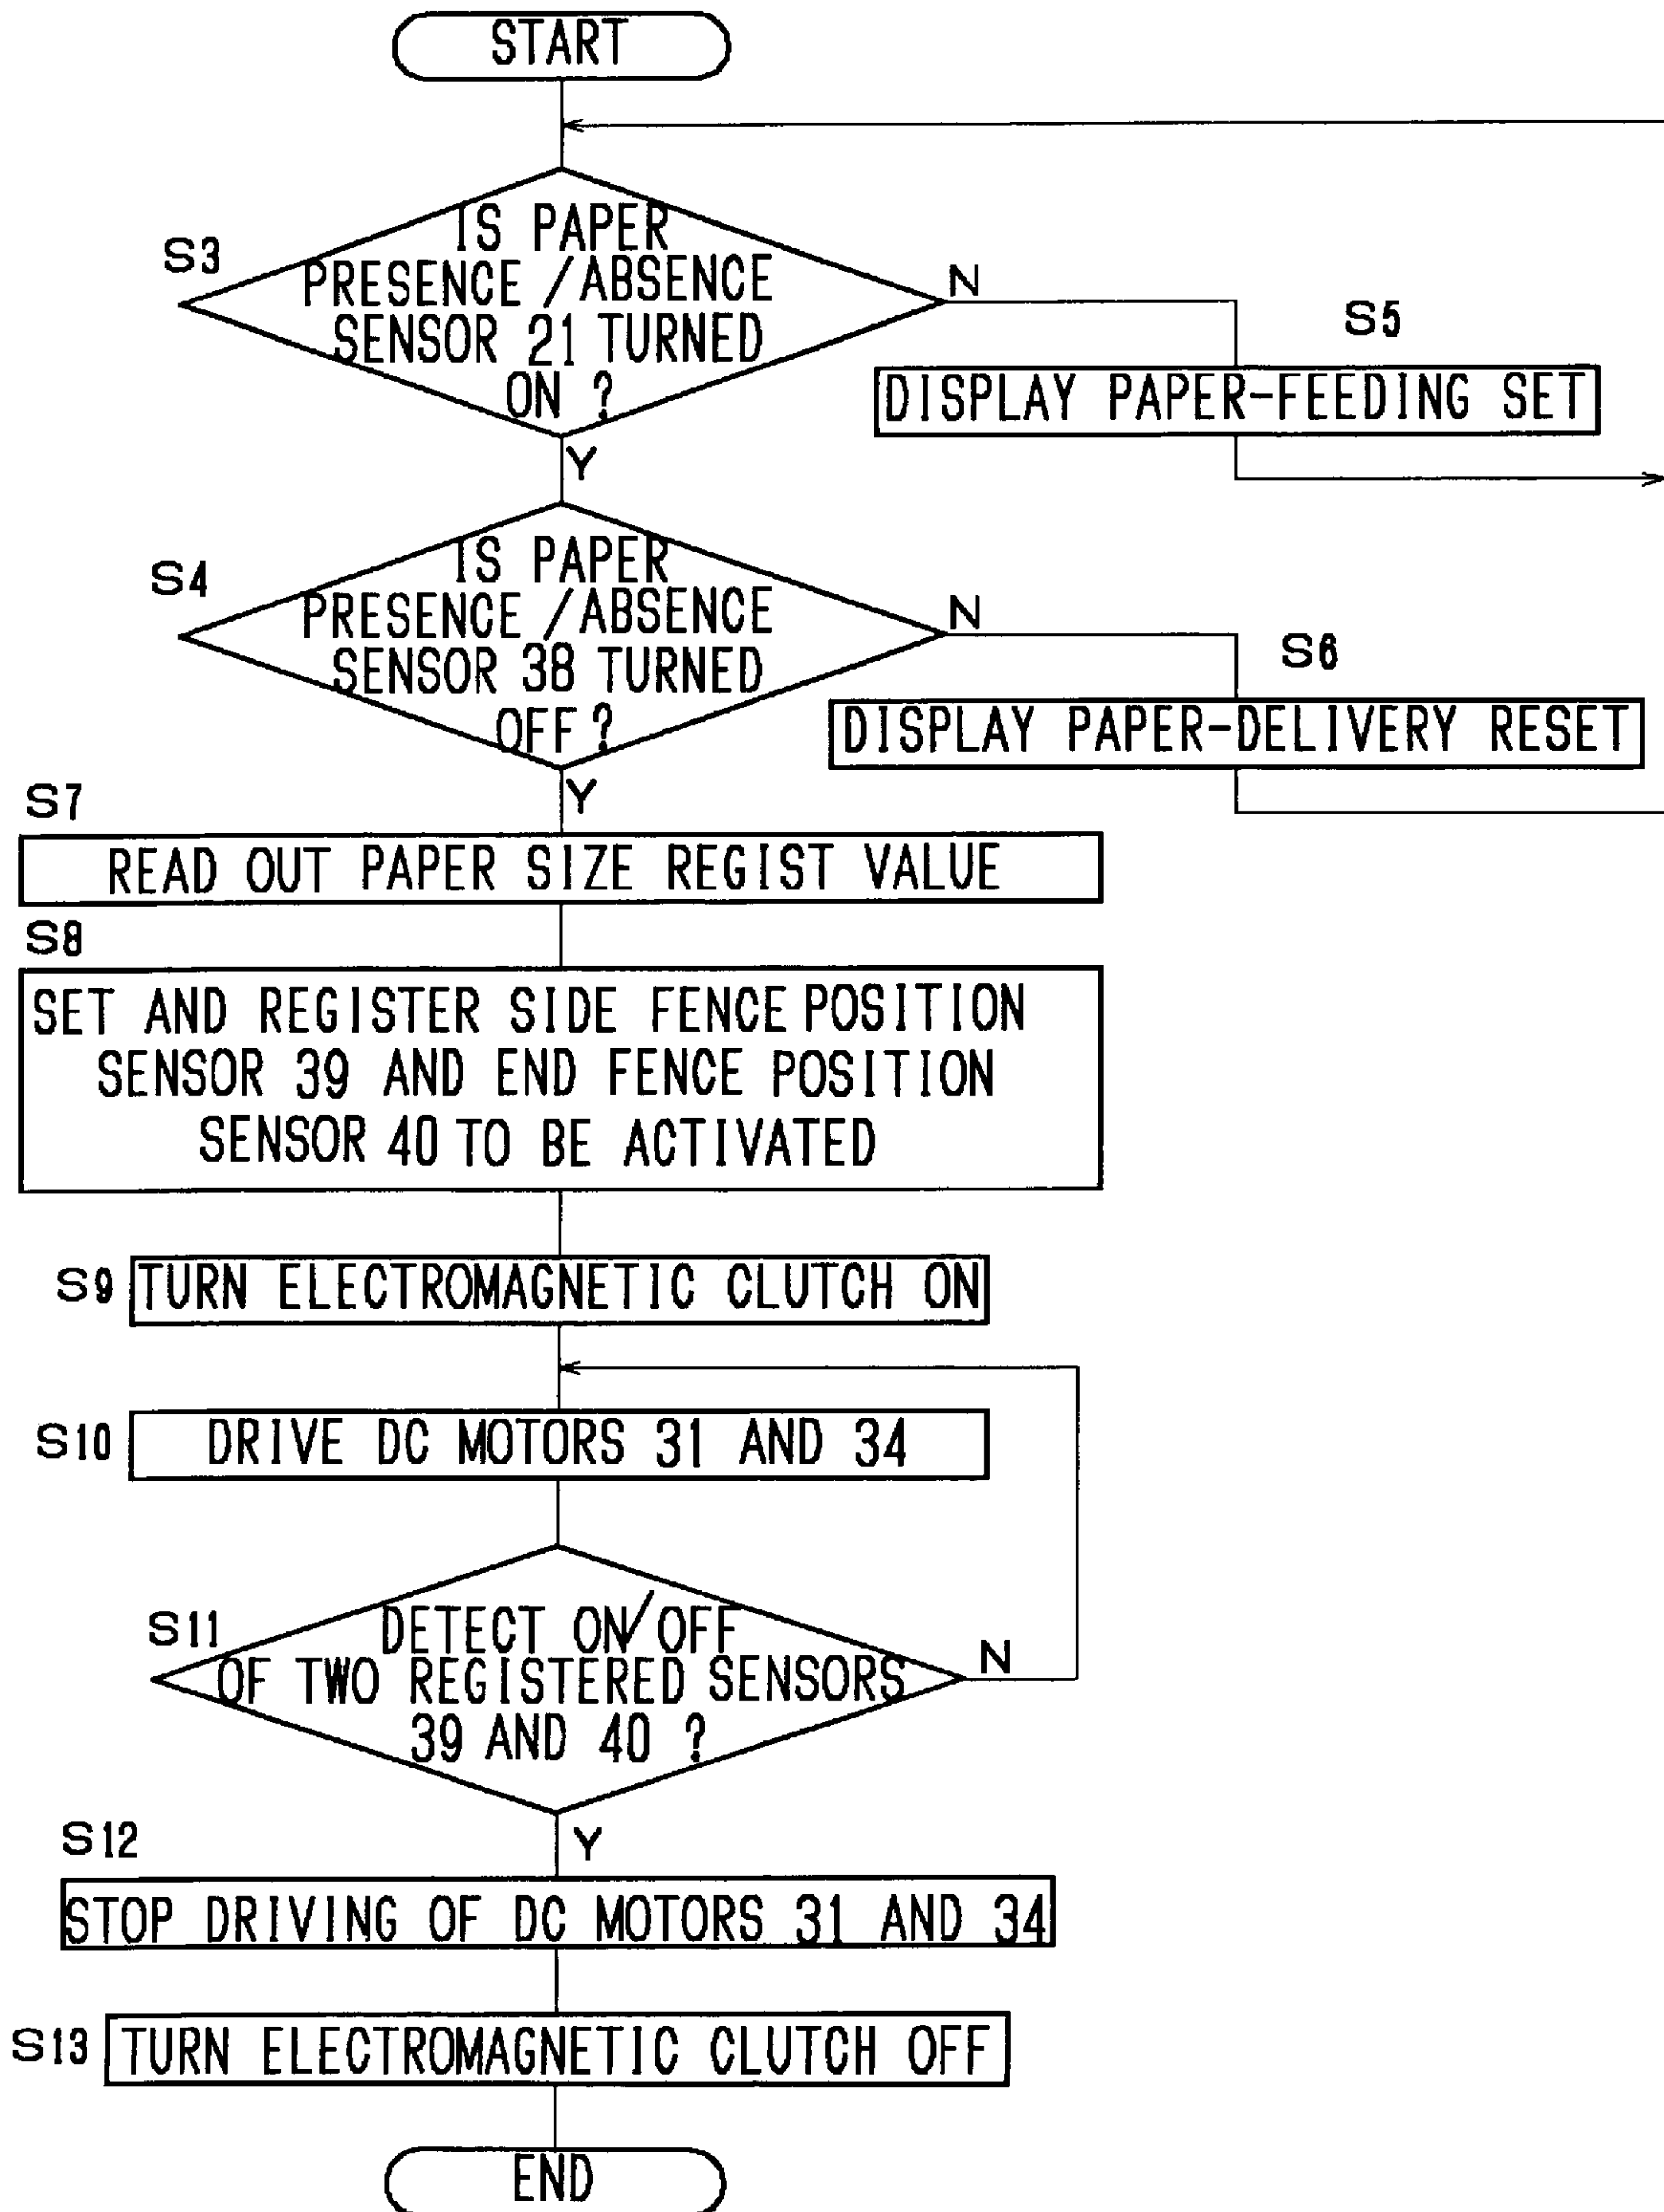 START
S3
IS PAPER
PRESENCE/ABSENCE
SENSOR 21 TURNED
ON ?
N
S5
DISPLAY PAPER-FEEDING SET
Y
S4
IS PAPER
PRESENCE/ABSENCE
SENSOR 38 TURNED
OFF ?
N
S6
DISPLAY PAPER-DELIVERY RESET
Y
S7
READ OUT PAPER SIZE REGIST VALUE
S8
SET AND REGISTER SIDE FENCE POSITION
SENSOR 39 AND END FENCE POSITION
SENSOR 40 TO BE ACTIVATED
S9
TURN ELECTROMAGNETIC CLUTCH ON
S10
DRIVE DC MOTORS 31 AND 34
S11
DETECT ON/OFF
OF TWO REGISTERED SENSORS
39 AND 40 ?
N
Y
S12
STOP DRIVING OF DC MOTORS 31 AND 34
S13
TURN ELECTROMAGNETIC CLUTCH OFF
END